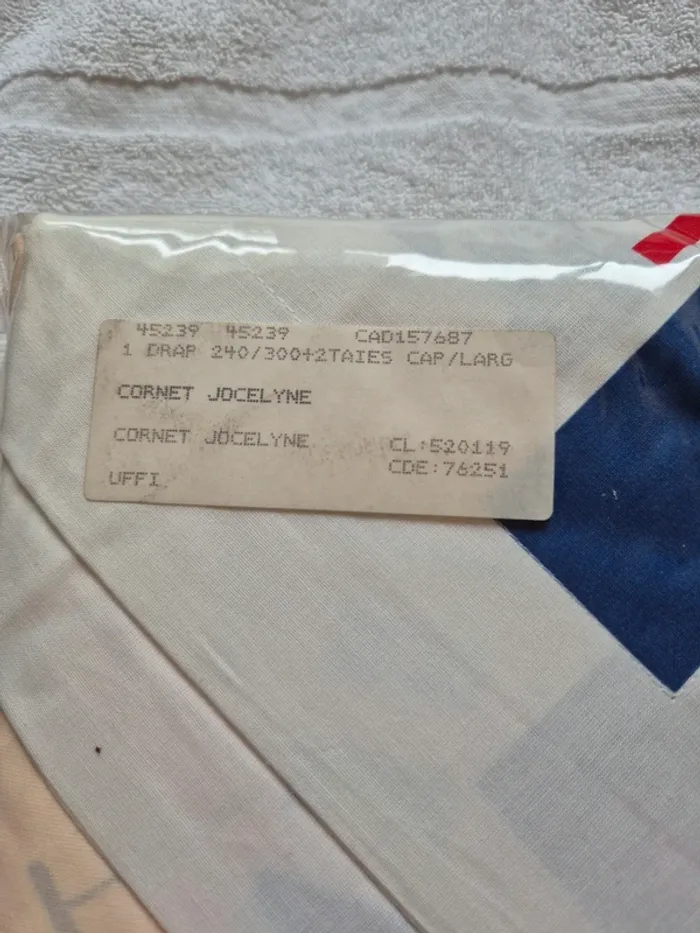 45239 45239 CAD157687
1 DRAP 240/300+2TAIES CAP/LARG
CORNET JOCELYNE
CORNET JOCELYNE CL:520119
CDE:76251
UFFI